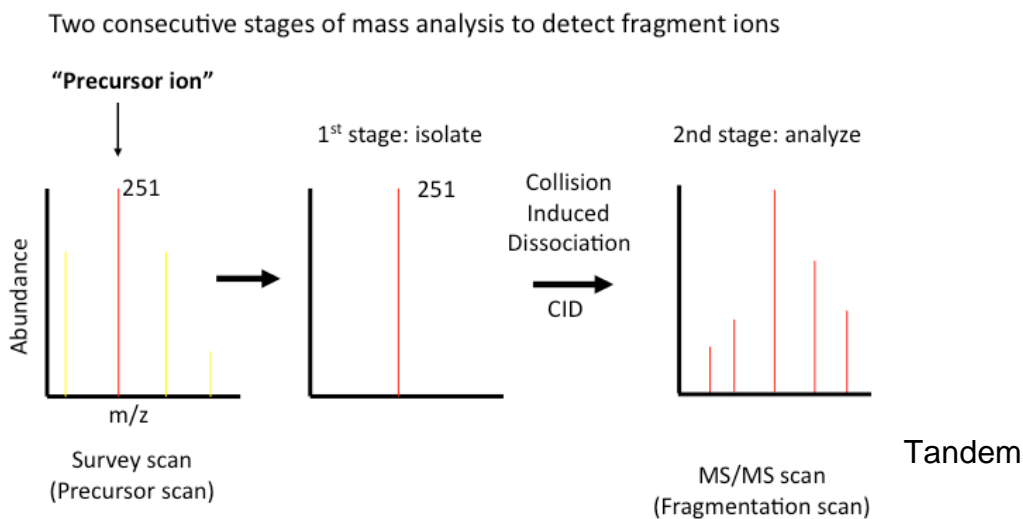 Two consecutive stages of mass analysis to detect fragment ions
“Precursor ion”
251
Abundance
m/z
Survey scan
(Precursor scan)
1st stage: isolate
251
Collision
Induced
Dissociation
CID
2nd stage: analyze
MS/MS scan
(Fragmentation scan)
Tandem